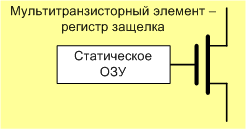 Мультитранзисторный элемент –
регистр защелка
Статическое
ОЗУ